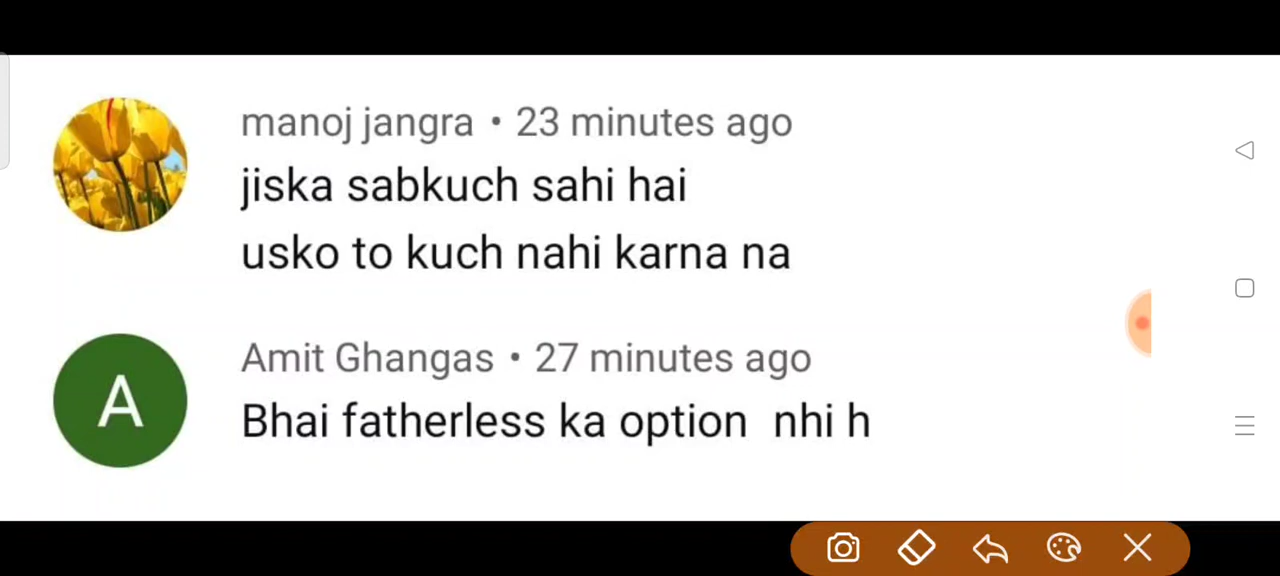 manoj jangra • 23 minutes ago
jiska sabkuch sahi hai
usko to kuch nahi karna na
A
Amit Ghangas • 27 minutes ago
Bhai fatherless ka option nhi h